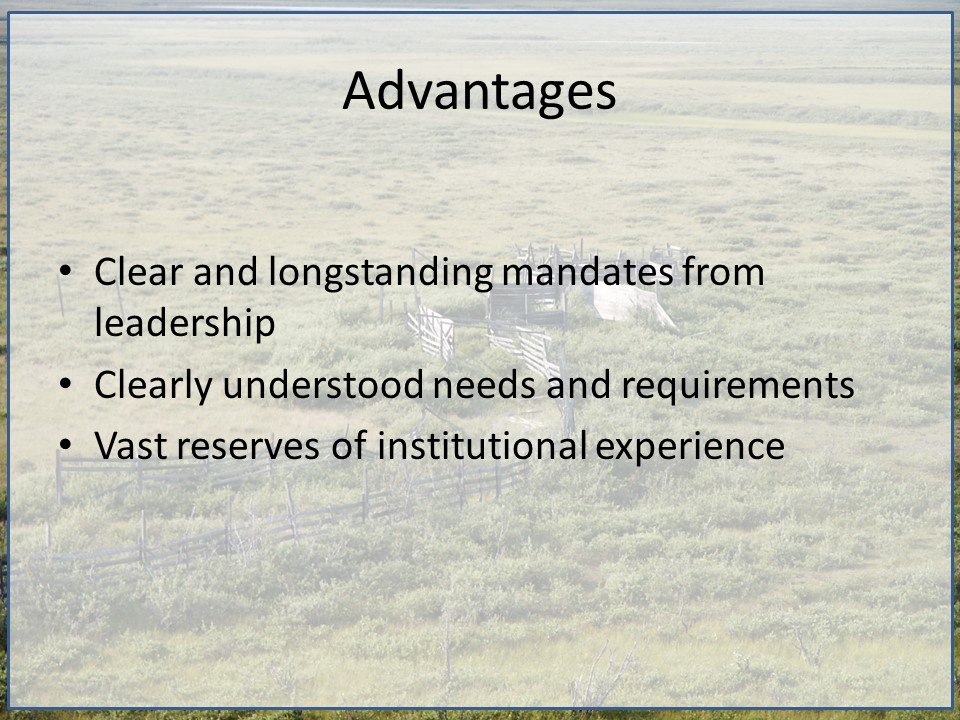 Advantages
• Clear and longstanding mandates from
leadership
• Clearly understood needs and requirements
• Vast reserves of institutional experience